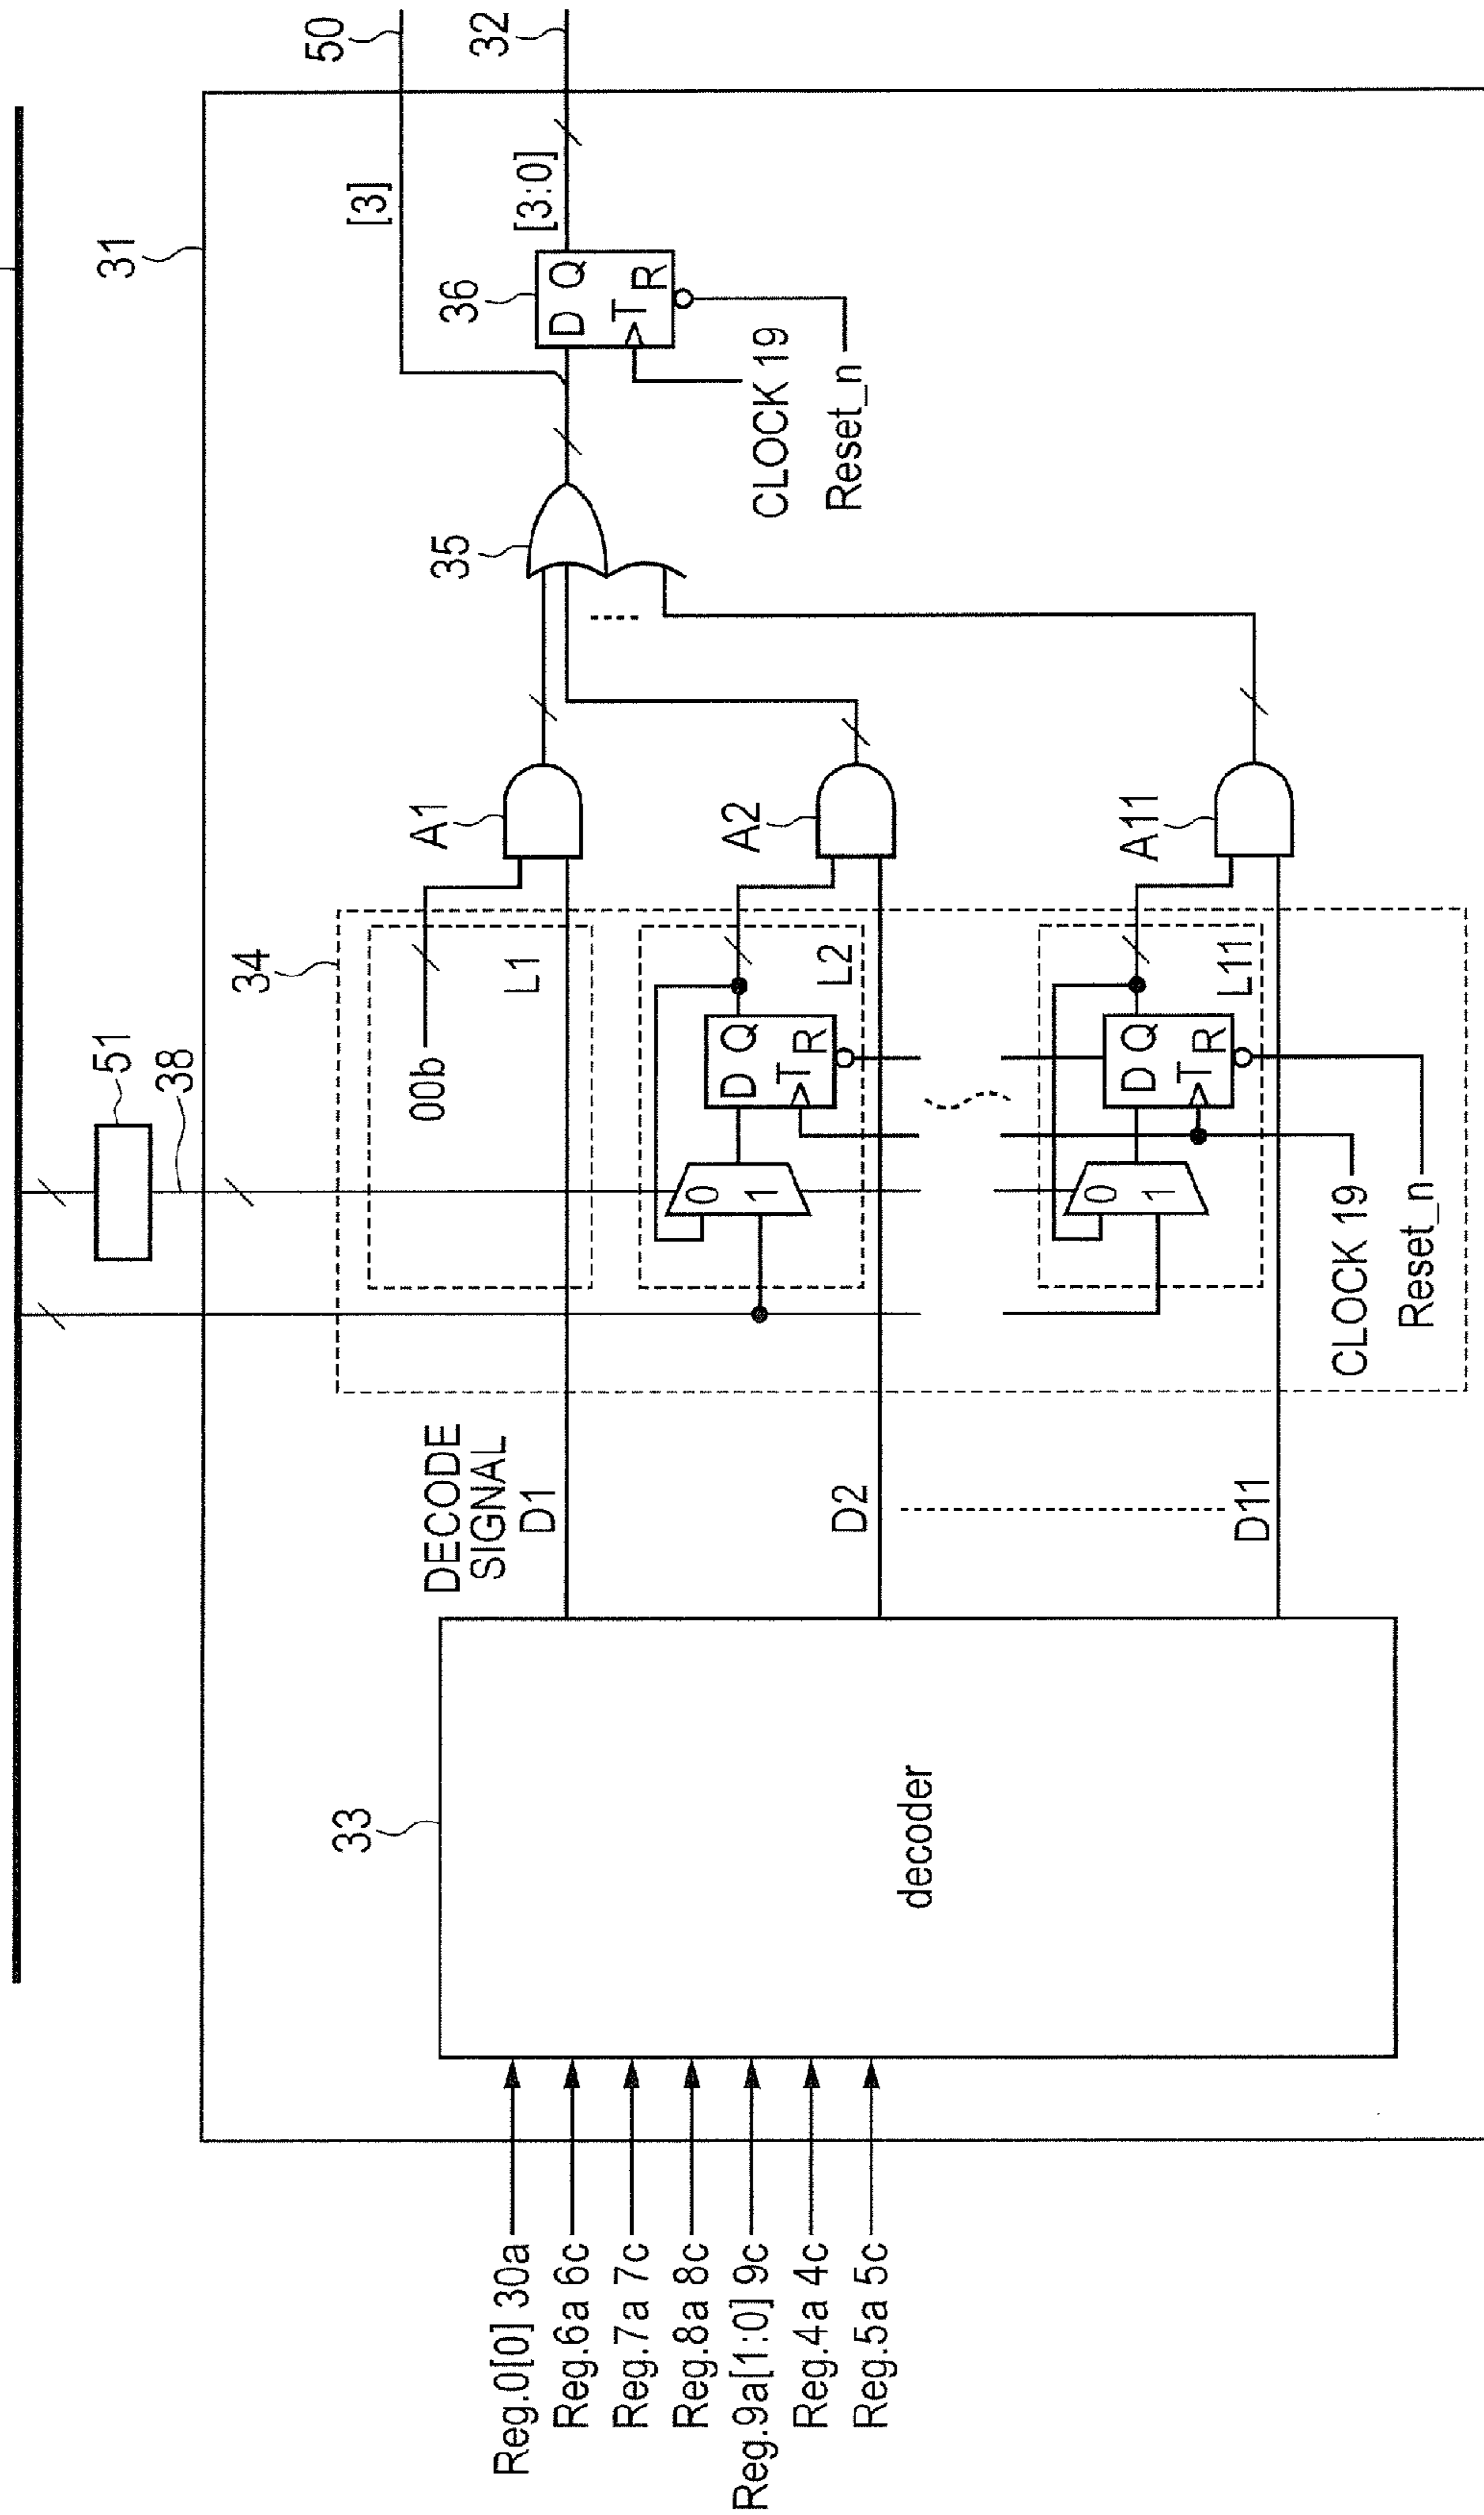 50
32
31
[3]
[3:0]
36
D Q
T
R
CLOCK 19
Reset_n
35
A1
A2
A11
34
51
38
00b
L1
L2
D Q
T
R
0
1
L11
D Q
T
R
0
1
CLOCK 19
Reset_n
DECODE
SIGNAL
D1
D2
D11
33
decoder
Reg.0[0] 30a
Reg.6a 6c
Reg.7a 7c
Reg.8a 8c
Reg.9a[1:0] 9c
Reg.4a 4c
Reg.5a 5c